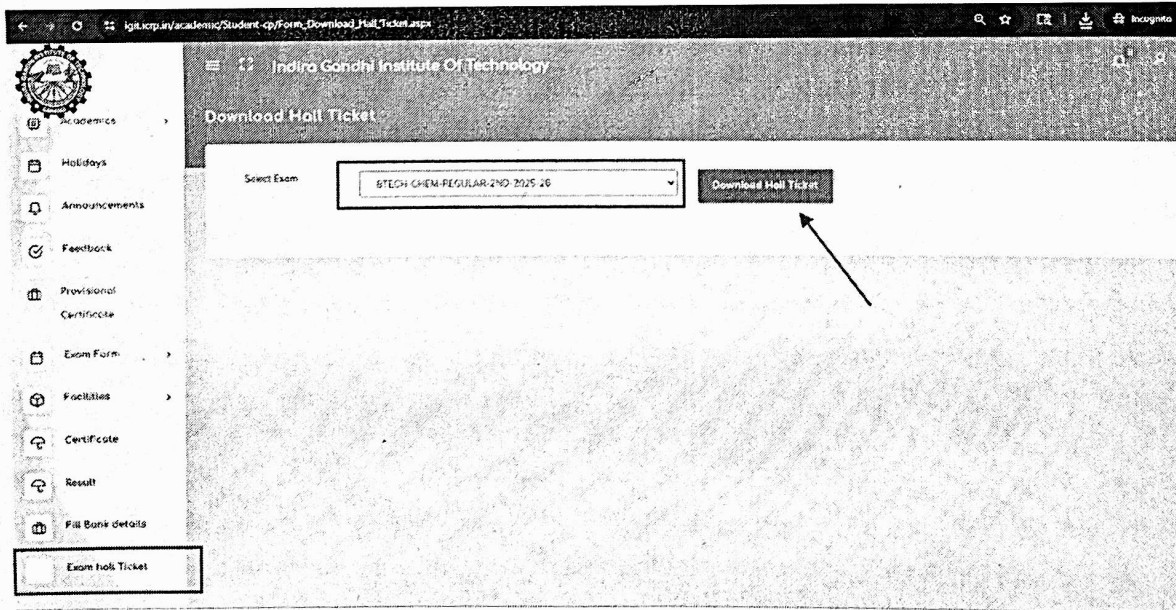 igit.icrp.in/academic/Student-cp/Form_Download_Hall_Ticket.aspx
Incognito
Indira Gandhi Institute Of Technology
Download Hall Ticket
Academics
Holidays
Announcements
Feedback
Provisional
Certificate
Exam Form
Facilities
Certificate
Result
Fill Bank details
Exam Hall Ticket
Select Exam
BTECH-CHEM-REGULAR-2ND-2025-26
Download Hall Ticket